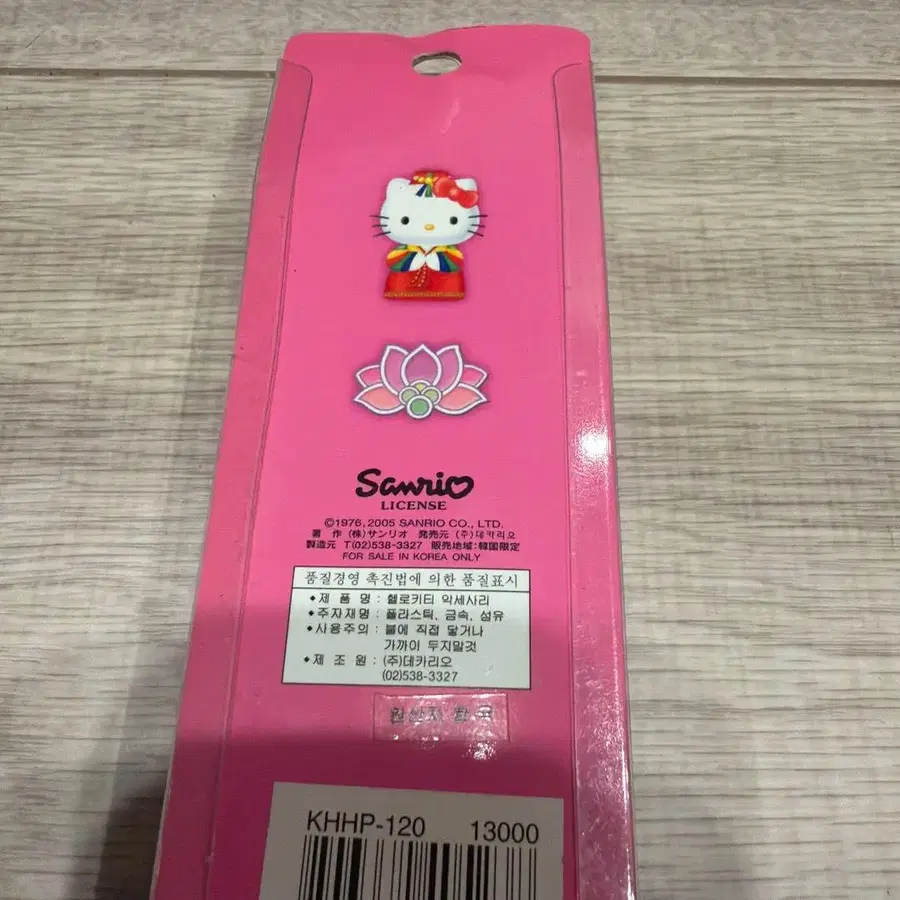 Sanrio
LICENSE
©1976, 2005 SANRIO CO., LTD.
著 作 (株)サンリオ 発売元 (주)데카리오
製造元 T(02)538-3327 販売地域:韓国限定
FOR SALE IN KOREA ONLY
품질경영 촉진법에 의한 품질표시
◆제 품 명 : 헬로키티 악세사리
◆주자재명 : 플라스틱, 금속, 섬유
◆사용주의 : 불에 직접 닿거나
가까이 두지말것
◆제 조 원 : (주)데카리오
(02)538-3327
원산지
KHHP-120 13000